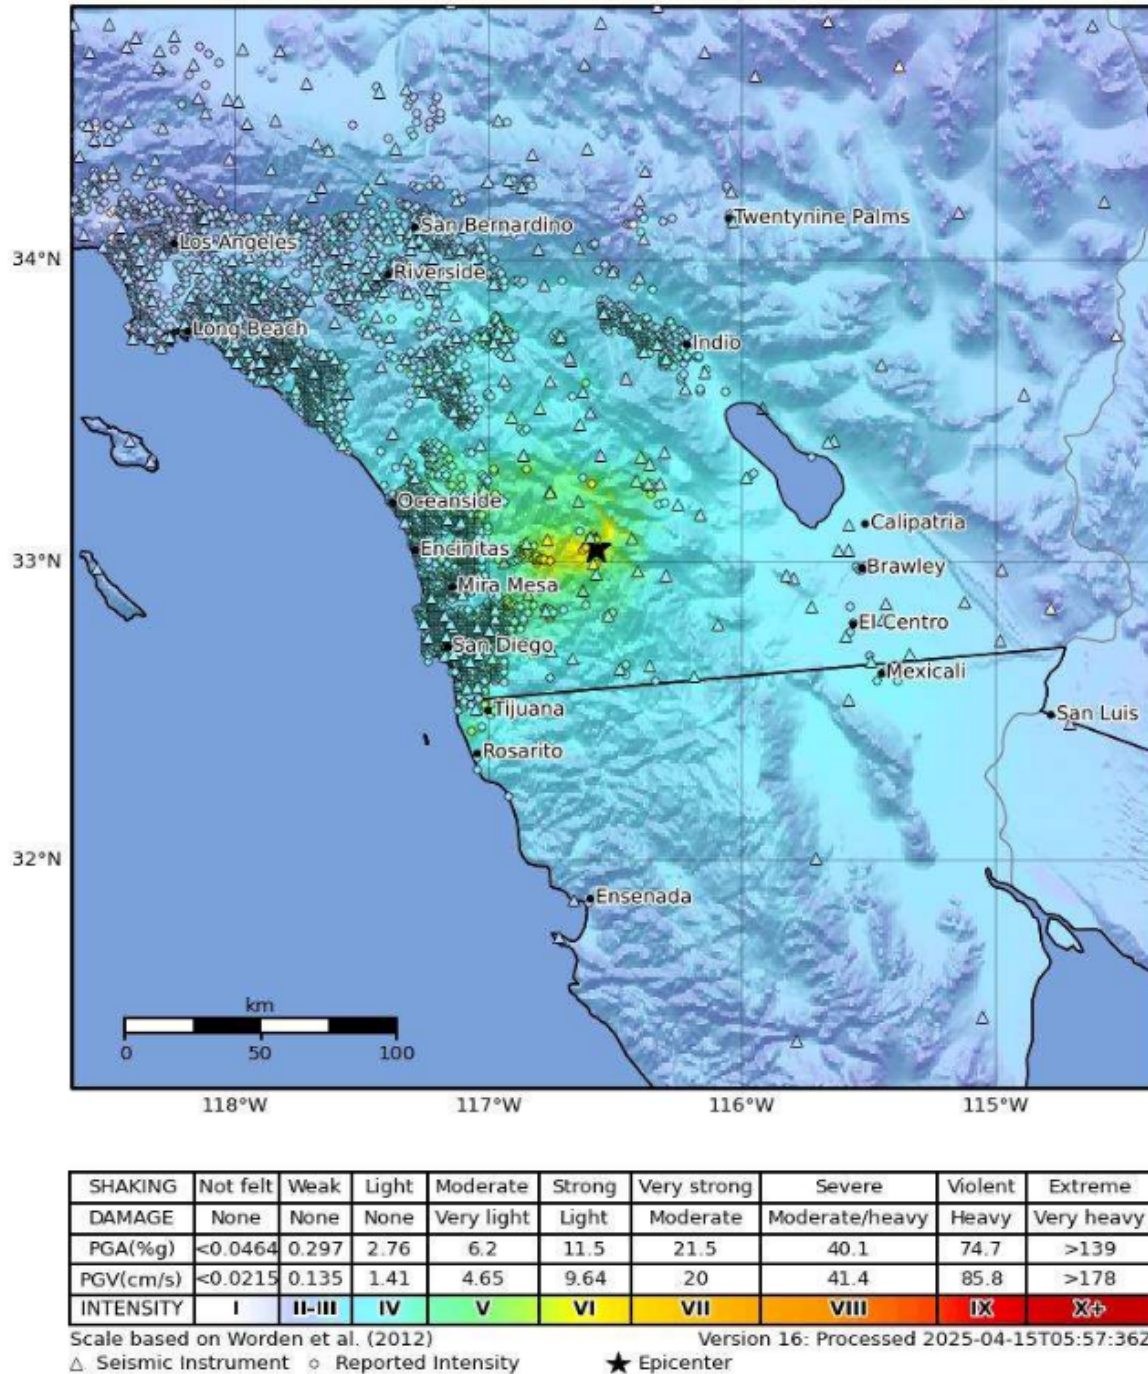 San Bernardino
Twentynine Palms
Los Angeles
34°N
Riverside
Long Beach
Indio
Oceanside
Calipatria
33°N
Encinitas
Brawley
Mira Mesa
El Centro
San Diego
Mexicali
Tijuana
San Luis
Rosarito
32°N
Ensenada
km
0 50 100
118°W 117°W 116°W 115°W
SHAKING Not felt Weak Light Moderate Strong Very strong Severe Violent Extreme
DAMAGE None None None Very light Light Moderate Moderate/heavy Heavy Very heavy
PGA(%g) <0.0464 0.297 2.76 6.2 11.5 21.5 40.1 74.7 >139
PGV(cm/s) <0.0215 0.135 1.41 4.65 9.64 20 41.4 85.8 >178
INTENSITY I II-III IV V VI VII VIII IX X+
Scale based on Worden et al. (2012) Version 16: Processed 2025-04-15T05:57:36Z
△ Seismic Instrument ○ Reported Intensity ★ Epicenter